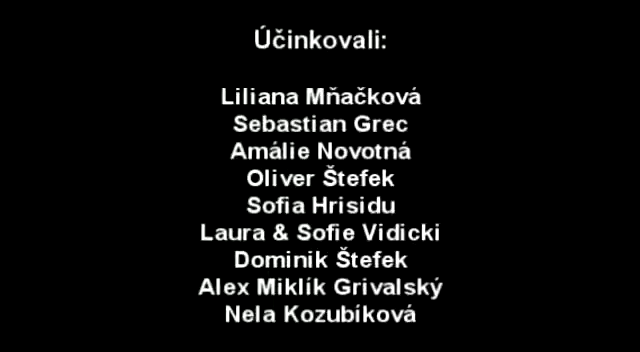 Účinkovali:
Liliana Mňačková
Sebastian Grec
Amálie Novotná
Oliver Štefek
Sofia Hrisidu
Laura & Sofie Vidicki
Dominik Štefek
Alex Miklík Grivalský
Nela Kozubíková